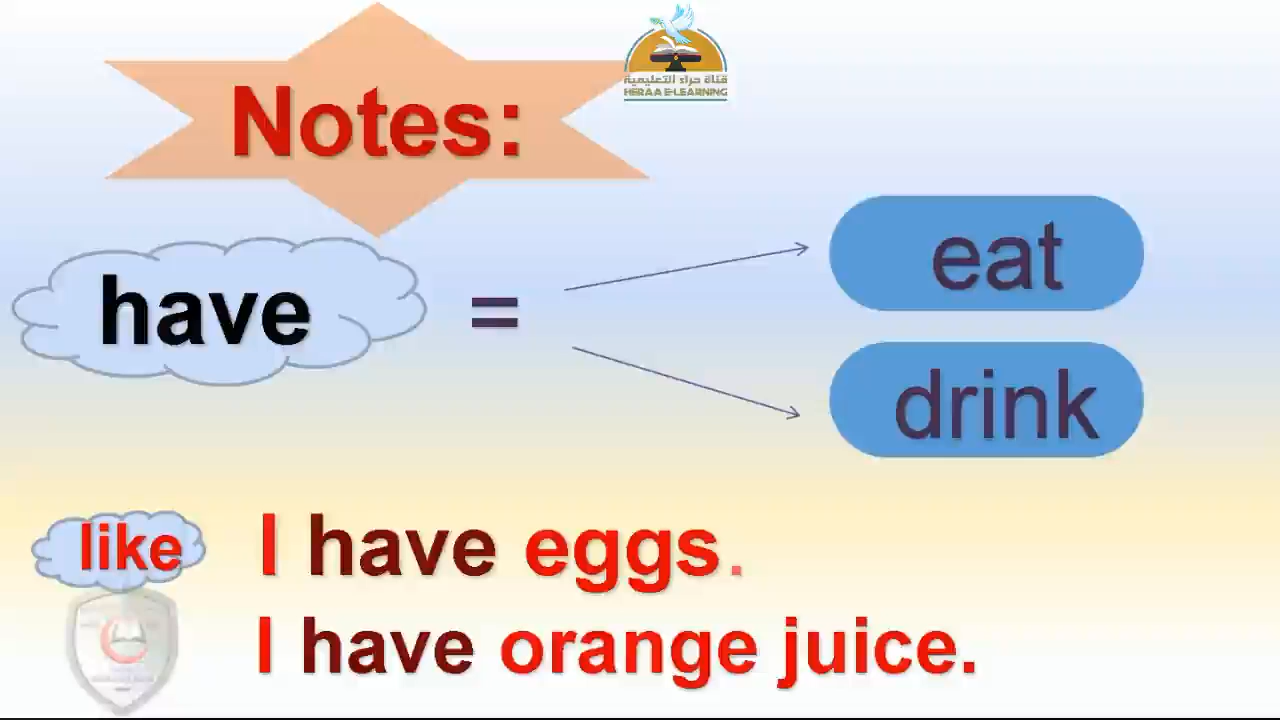 قناة حراء التعليمية
HERAA E-LEARNING
Notes:
have = eat
drink
like I have eggs.
I have orange juice.